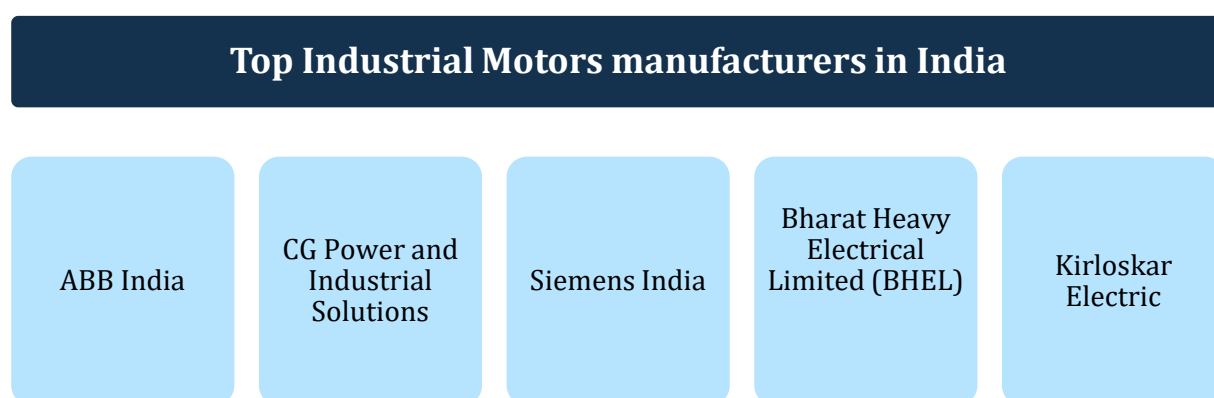 Top Industrial Motors manufacturers in India
ABB India
CG Power and
Industrial
Solutions
Siemens India
Bharat Heavy
Electrical
Limited (BHEL)
Kirloskar
Electric